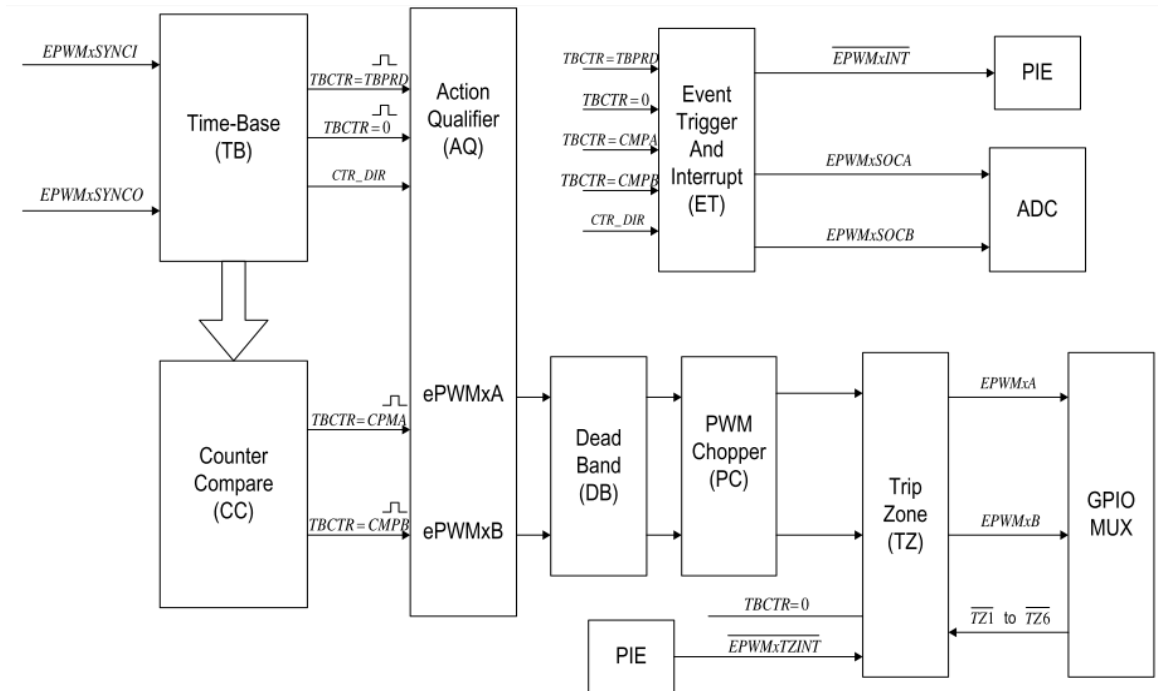 EPWMxSYNCI
EPWMxSYNCO
Time-Base
(TB)
TBCTR=TBPRD
TBCTR=0
CTR_DIR
Action
Qualifier
(AQ)
ePWMxA
ePWMxB
Counter
Compare
(CC)
TBCTR=CPMA
TBCTR=CMPB
TBCTR=TBPRD
TBCTR=0
TBCTR=CMPA
TBCTR=CMPB
CTR_DIR
Event
Trigger
And
Interrupt
(ET)
EPWMxINT
PIE
EPWMxSOCA
EPWMxSOCB
ADC
Dead
Band
(DB)
PWM
Chopper
(PC)
Trip
Zone
(TZ)
EPWMxA
EPWMxB
TZ1 to TZ6
GPIO
MUX
TBCTR=0
EPWMxTZINT
PIE